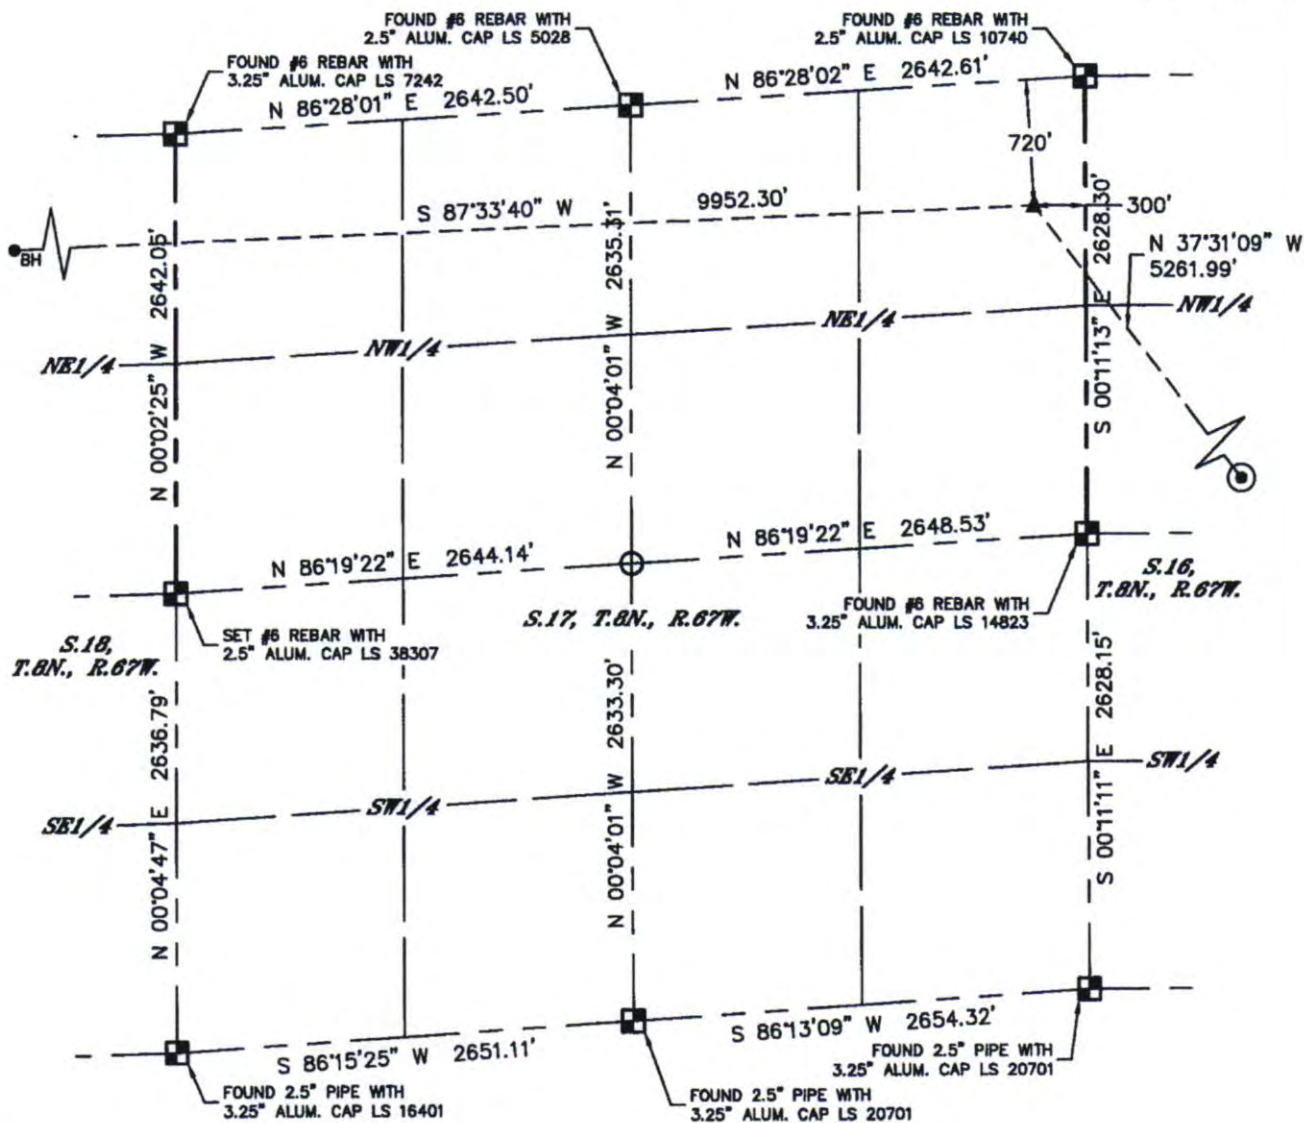 FOUND #6 REBAR WITH
2.5" ALUM. CAP LS 5028
FOUND #6 REBAR WITH
2.5" ALUM. CAP LS 10740
FOUND #6 REBAR WITH
3.25" ALUM. CAP LS 7242
N 86°28'01" E 2642.50'
N 86°28'02" E 2642.61'
720'
S 87°33'40" W 9952.30'
300'
BH
N 37°31'09" W
5261.99'
N 00°02'25" W 2642.05'
N 00°04'01" W 2635.31'
S 00°11'13" E 2628.30'
NE1/4
NW1/4
NE1/4
NW1/4
N 86°19'22" E 2644.14'
N 86°19'22" E 2648.53'
S.18,
T.8N., R.67W.
SET #6 REBAR WITH
2.5" ALUM. CAP LS 38307
S.17, T.8N., R.67W.
FOUND #6 REBAR WITH
3.25" ALUM. CAP LS 14823
S.16,
T.8N., R.67W.
N 00°04'47" E 2636.79'
N 00°04'01" W 2633.30'
S 00°11'11" E 2628.15'
SE1/4
SW1/4
SE1/4
SW1/4
S 86°15'25" W 2651.11'
S 86°13'09" W 2654.32'
FOUND 2.5" PIPE WITH
3.25" ALUM. CAP LS 16401
FOUND 2.5" PIPE WITH
3.25" ALUM. CAP LS 20701
FOUND 2.5" PIPE WITH
3.25" ALUM. CAP LS 20701